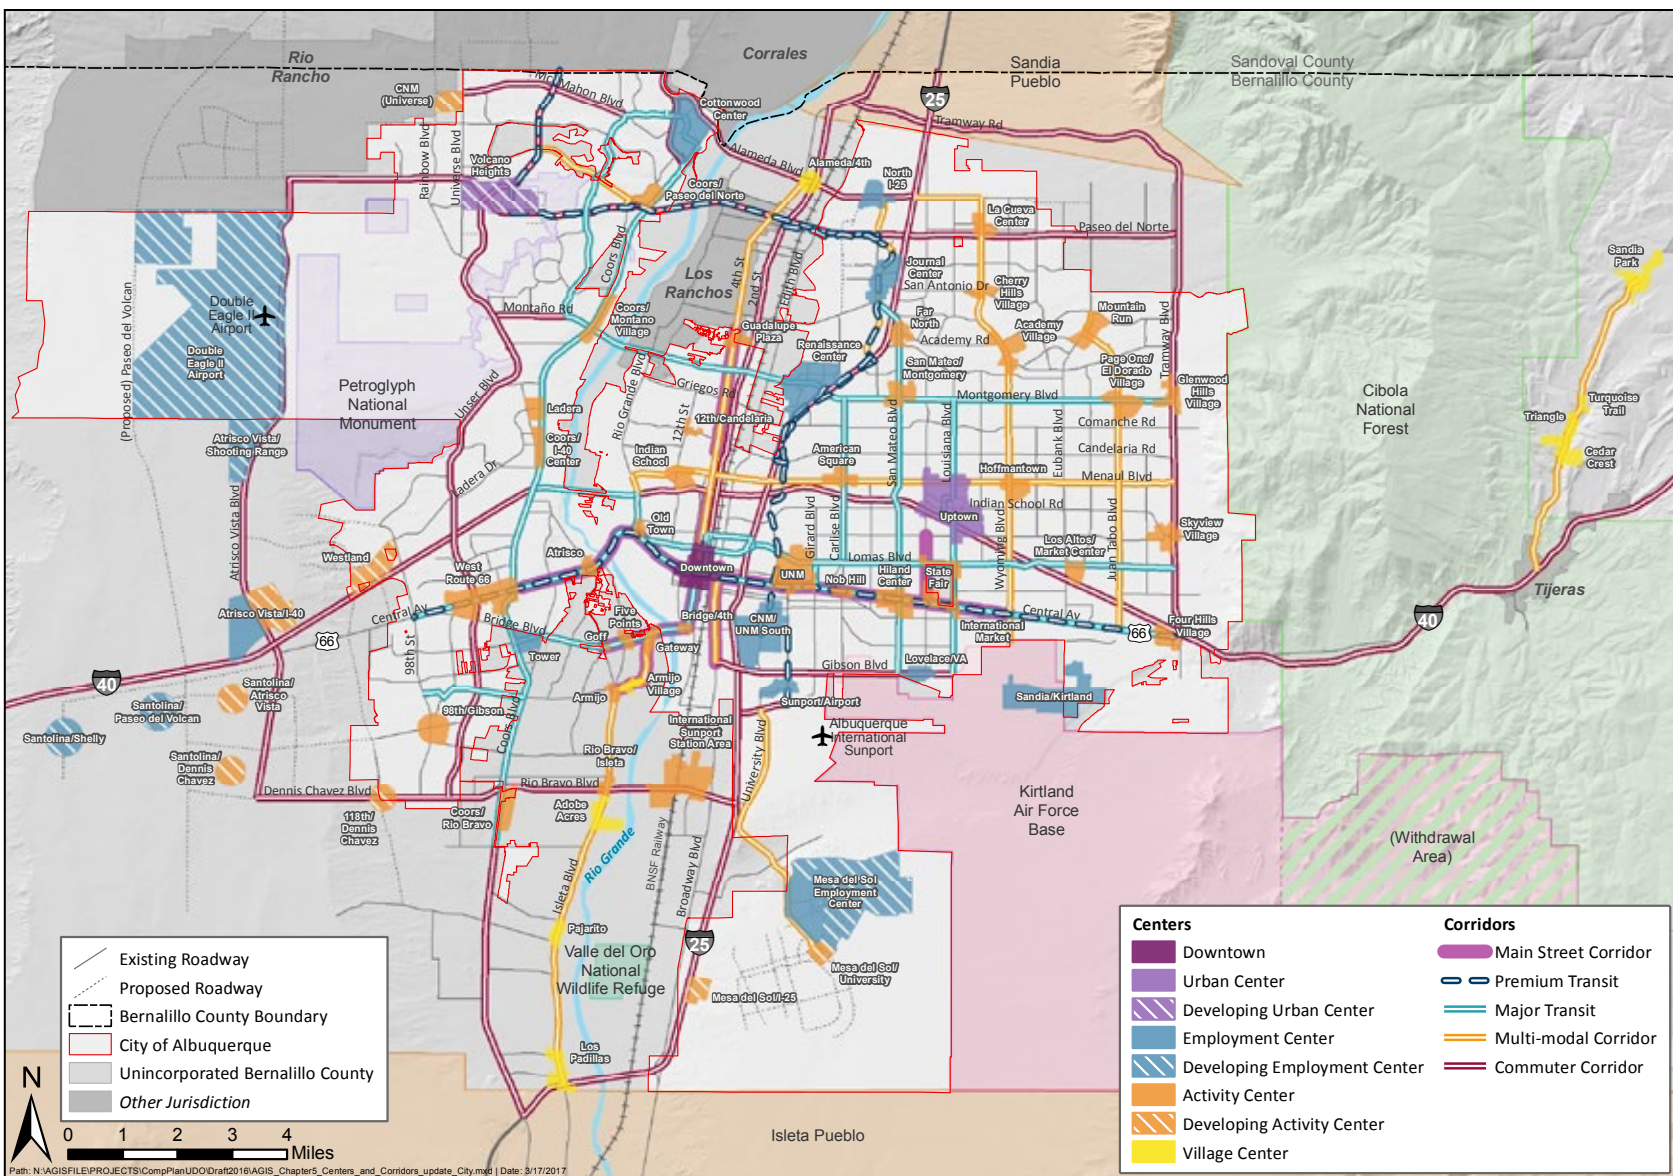 Rio
Rancho
Corrales
Sandia
Pueblo
Sandoval County
Bernalillo County
25
CNM
(Universe)
McMahon Blvd
Cottonwood
Center
Tramway Rd
Rainbow Blvd
Universe Blvd
Volcano
Heights
Alameda Blvd
Alameda/4th
North
I-25
Coors/
Paseo del Norte
La Cueva
Center
Paseo del Norte
Coors Blvd
Los
Ranchos
4th St
2nd St
Edith Blvd
Journal
Center
San Antonio Dr
Cherry
Hills
Village
Sandia
Park
(Proposed) Paseo del Volcan
Double
Eagle II
Airport
Double
Eagle II
Airport
Montaño Rd
Coors/
Montano
Village
Guadalupe
Plaza
Renaissance
Center
Far
North
Academy Rd
Academy
Village
Mountain
Run
Tramway Blvd
San Mateo/
Montgomery
Page One/
El Dorado
Village
Glenwood
Hills
Village
Petroglyph
National
Monument
Unser Blvd
Rio Grande Blvd
Griegos Rd
12th St
12th/Candelaria
Montgomery Blvd
Comanche Rd
Candelaria Rd
Menaul Blvd
Cibola
National
Forest
Turquoise
Trail
Triangle
Cedar
Crest
Ladera
Coors/
I-40
Center
Atrisco Vista/
Shooting Range
Ladera Dr
Indian
School
American
Square
San Mateo Blvd
Louisiana Blvd
Hoffmantown
Eubank Blvd
Indian School Rd
Uptown
Atrisco Vista Blvd
Westland
Old
Town
Girard Blvd
Carlisle Blvd
Wyoming Blvd
Juan Tabo Blvd
Skyview
Village
Los Altos/
Market Center
Atrisco
West
Route 66
Downtown
UNM
Lomas Blvd
Nob Hill
Hiland
Center
State
Fair
Tijeras
Atrisco Vista/I-40
66
Central Av
Bridge Blvd
Five
Points
Goff
Bridge/4th
CNM/
UNM South
Central Av
66
International
Market
Four Hills
Village
40
98th St
Tower
Gateway
Gibson Blvd
Lovelace/VA
40
Santolina/
Atrisco
Vista
Santolina/
Paseo del Volcan
Santolina/Shelly
Armijo
Armijo
Village
Sandia/Kirtland
98th/Gibson
Coors Blvd
International
Sunport
Station Area
Sunport/Airport
Albuquerque
International
Sunport
Santolina/
Dennis
Chavez
Rio Bravo/
Isleta
University Blvd
Dennis Chavez Blvd
Rio Bravo Blvd
118th/
Dennis
Chavez
Coors/
Rio Bravo
Adobe
Acres
Kirtland
Air Force
Base
(Withdrawal
Area)
Rio Grande
BNSF Railway
Broadway Blvd
Isleta Blvd
Mesa del Sol
Employment
Center
Pajarito
25
Valle del Oro
National
Wildlife Refuge
Mesa del Sol/
University
Mesa del Sol/I-25
Los
Padillas
Isleta Pueblo
Existing Roadway
Proposed Roadway
Bernalillo County Boundary
City of Albuquerque
Unincorporated Bernalillo County
Other Jurisdiction
N
0 1 2 3 4
Miles
Path: N:\AGISFILE\PROJECTS\CompPlanUDO\Draft2016\AGIS_Chapter5_Centers_and_Corridors_update_City.mxd | Date: 3/17/2017
Centers
Downtown
Urban Center
Developing Urban Center
Employment Center
Developing Employment Center
Activity Center
Developing Activity Center
Village Center
Corridors
Main Street Corridor
Premium Transit
Major Transit
Multi-modal Corridor
Commuter Corridor